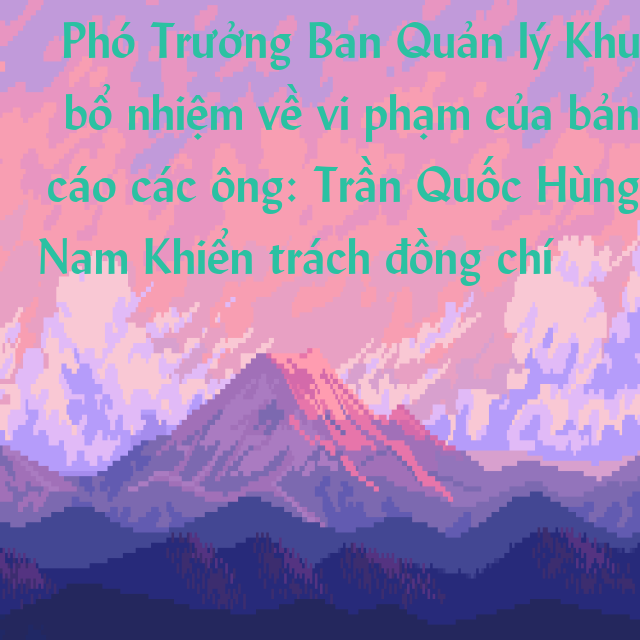 Phó Trưởng Ban Quản lý Khu
bổ nhiệm về vi phạm của bản
cáo các ông: Trần Quốc Hùng
Nam Khiển trách đồng chí